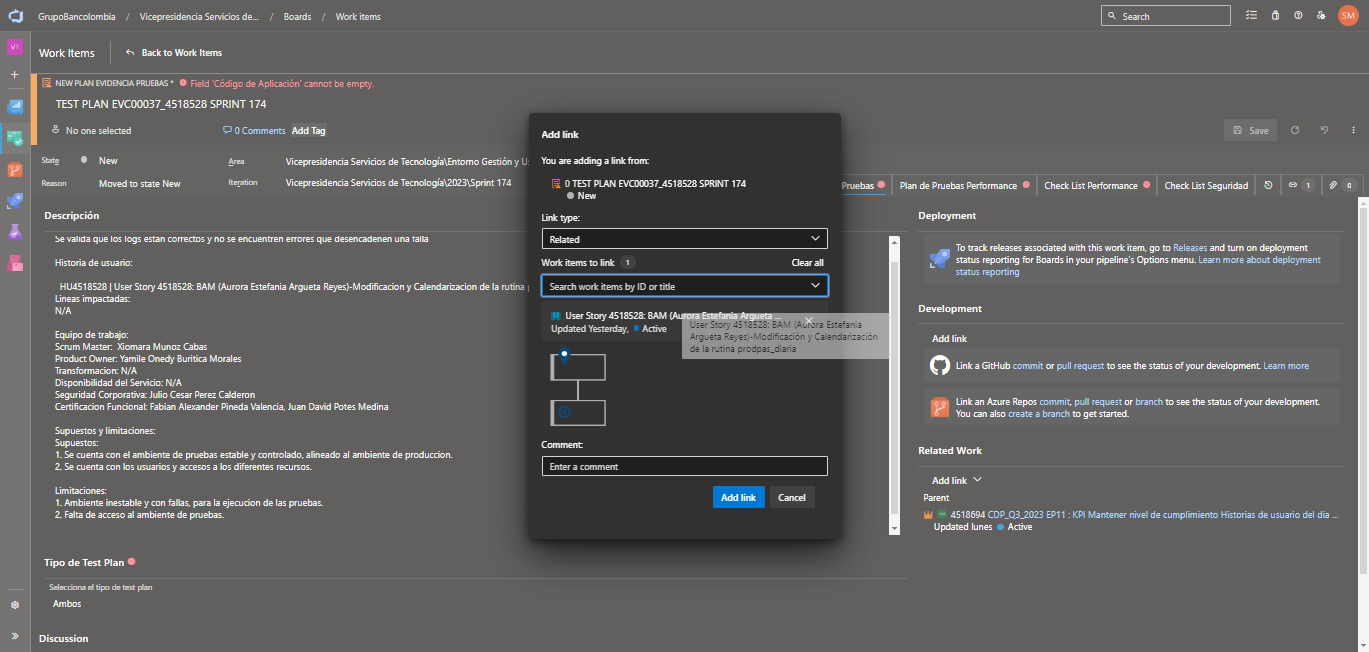 GrupoBancolombia / Vicepresidencia Servicios de... / Boards / Work items
Search
SM
VT
Work Items
Back to Work Items
NEW PLAN EVIDENCIA PRUEBAS * Field 'Código de Aplicación' cannot be empty.
TEST PLAN EVC00037_4518528 SPRINT 174
No one selected
0 Comments
Add Tag
Save
State New
Area Vicepresidencia Servicios de Tecnología\Entorno Gestión y Us
Reason Moved to state New
Iteration Vicepresidencia Servicios de Tecnología\2023\Sprint 174
Pruebas
Plan de Pruebas Performance
Check List Performance
Check List Seguridad
1
0
Descripción
Se valida que los logs estan correctos y no se encuentren errores que desencadenen una falla
Historia de usuario:
HU4518528 | User Story 4518528: BAM (Aurora Estefania Argueta Reyes)-Modificacion y Calendarizacion de la rutina p
Lineas impactadas:
N/A
Equipo de trabajo:
Scrum Master: Xiomara Munoz Cabas
Product Owner: Yamile Onedy Buritica Morales
Transformacion: N/A
Disponibilidad del Servicio: N/A
Seguridad Corporativa: Julio Cesar Perez Calderon
Certification Funcional: Fabian Alexander Pineda Valencia, Juan David Potes Medina
Supuestos y limitaciones:
Supuestos:
1. Se cuenta con el ambiente de pruebas estable y controlado, alineado al ambiente de produccion.
2. Se cuenta con los usuarios y accesos a los diferentes recursos.
Limitaciones:
1. Ambiente inestable y con fallas, para la ejecucion de las pruebas.
2. Falta de acceso al ambiente de pruebas.
Tipo de Test Plan
Selecciona el tipo de test plan
Ambos
Discussion
Add link
You are adding a link from:
0 TEST PLAN EVC00037_4518528 SPRINT 174
New
Link type:
Related
Work items to link 1
Clear all
Search work items by ID or title
User Story 4518528: BAM (Aurora Estefanía Argueta ...
Updated Yesterday, Active
User Story 4518528: BAM (Aurora Estefania
Argueta Reyes)-Modificación y Calendarización
de la rutina prodpas_diaria
Comment:
Enter a comment
Add link
Cancel
Deployment
To track releases associated with this work item, go to Releases and turn on deployment
status reporting for Boards in your pipeline's Options menu. Learn more about deployment
status reporting
Development
Add link
Link a GitHub commit or pull request to see the status of your development. Learn more
Link an Azure Repos commit, pull request or branch to see the status of your development.
You can also create a branch to get started.
Related Work
Add link
Parent
4518694 CDP_Q3_2023 EP11 : KPI Mantener nivel de cumplimiento Historias de usuario del día ...
Updated lunes Active